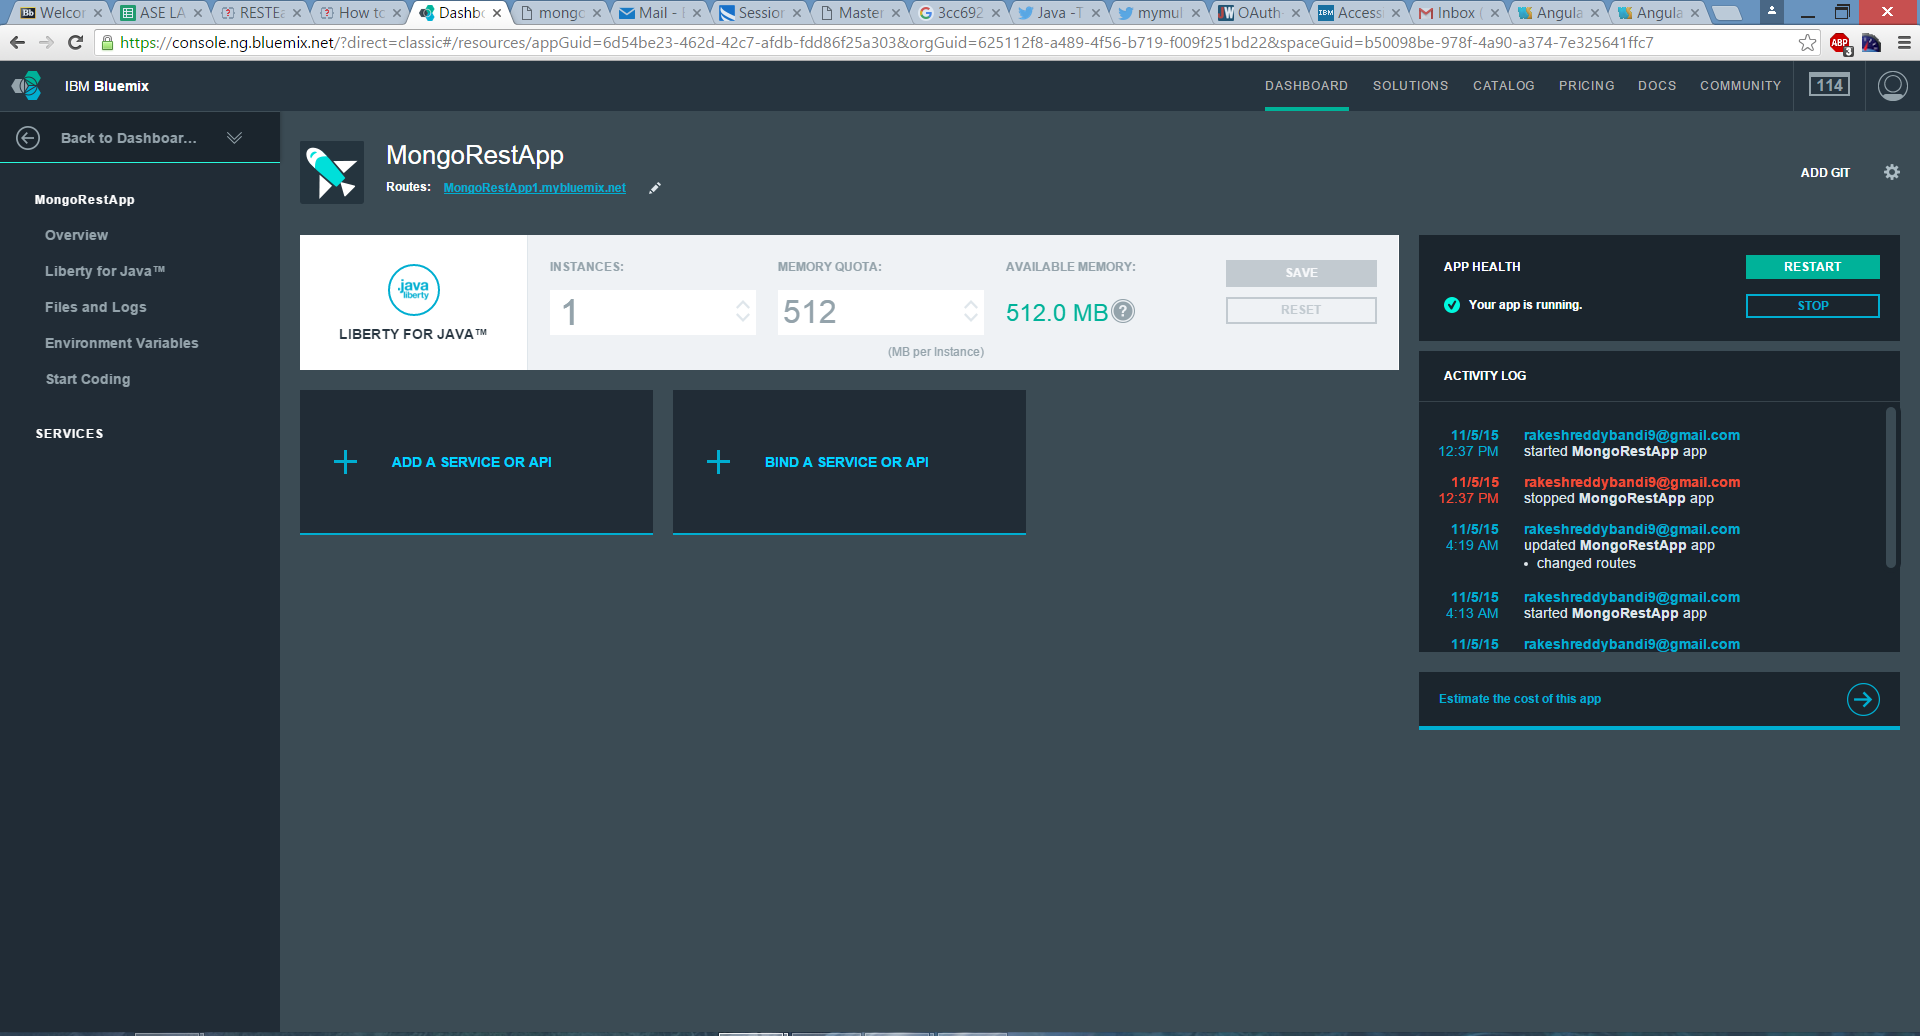 Welcor
ASE LA
RESTEa
How to
Dashbo
mongo
Mail -
Session
Master
3cc692
Java -T
mymul
OAuth-
Accessi
Inbox (
Angula
Angula
https://console.ng.bluemix.net/?direct=classic#/resources/appGuid=6d54be23-462d-42c7-afdb-fdd86f25a303&orgGuid=625112f8-a489-4f56-b719-f009f251bd22&spaceGuid=b50098be-978f-4a90-a374-7e325641ffc7
ABP
3
IBM Bluemix
DASHBOARD SOLUTIONS CATALOG PRICING DOCS COMMUNITY 114
Back to Dashboar...
MongoRestApp
Overview
Liberty for Java™
Files and Logs
Environment Variables
Start Coding
SERVICES
MongoRestApp
Routes: MongoRestApp1.mybluemix.net
ADD GIT
java
liberty
LIBERTY FOR JAVA™
INSTANCES:
1
MEMORY QUOTA:
512
(MB per Instance)
AVAILABLE MEMORY:
512.0 MB ?
SAVE
RESET
ADD A SERVICE OR API
BIND A SERVICE OR API
APP HEALTH
RESTART
Your app is running.
STOP
ACTIVITY LOG
11/5/15 rakeshreddybandi9@gmail.com
12:37 PM started MongoRestApp app
11/5/15 rakeshreddybandi9@gmail.com
12:37 PM stopped MongoRestApp app
11/5/15 rakeshreddybandi9@gmail.com
4:19 AM updated MongoRestApp app
• changed routes
11/5/15 rakeshreddybandi9@gmail.com
4:13 AM started MongoRestApp app
11/5/15 rakeshreddybandi9@gmail.com
Estimate the cost of this app